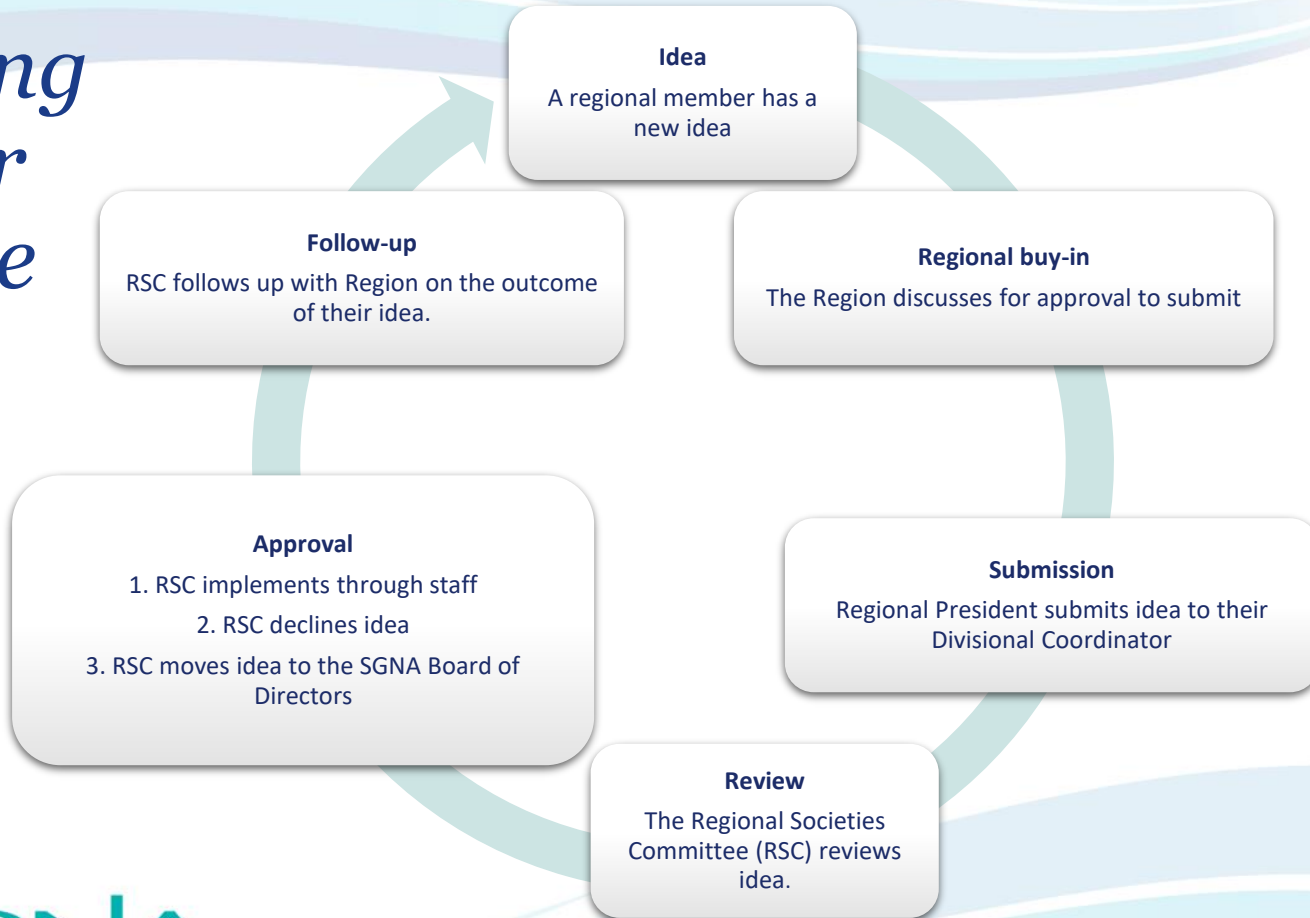 Idea
A regional member has a
new idea
Regional buy-in
The Region discusses for approval to submit
Submission
Regional President submits idea to their
Divisional Coordinator
Review
The Regional Societies
Committee (RSC) reviews
idea.
Approval
1. RSC implements through staff
2. RSC declines idea
3. RSC moves idea to the SGNA Board of
Directors
Follow-up
RSC follows up with Region on the outcome
of their idea.